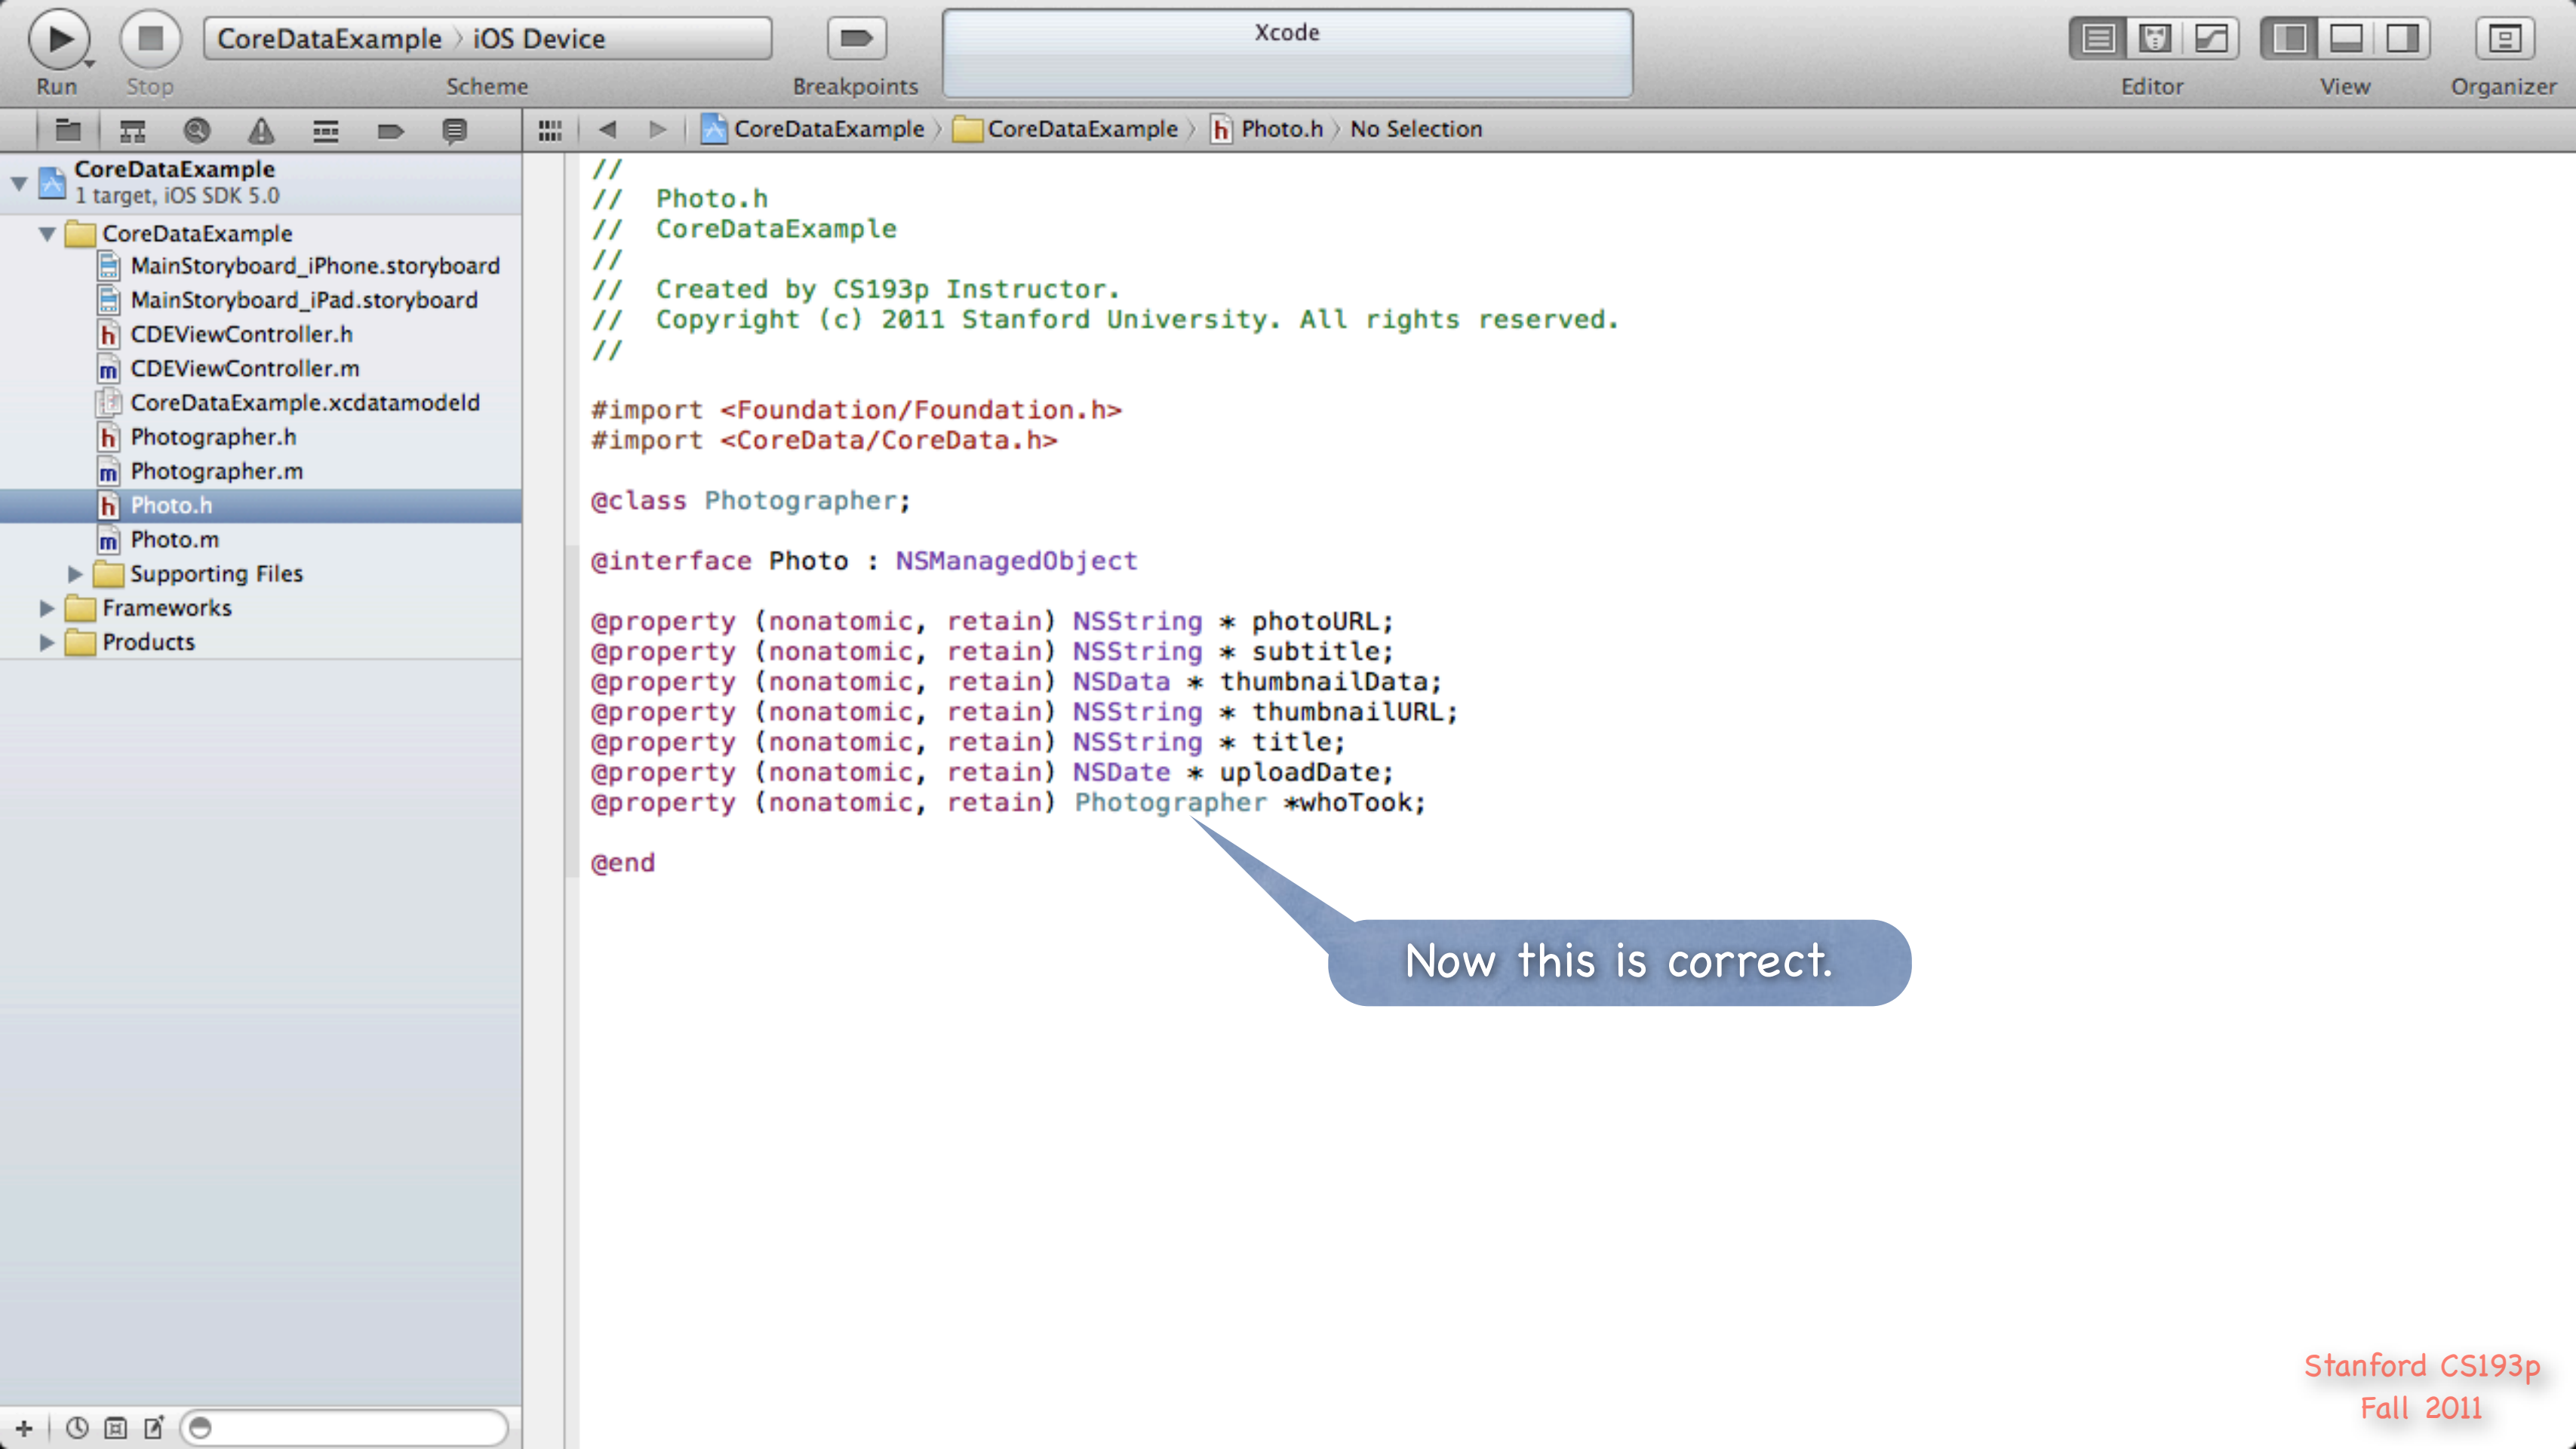 CoreDataExample 〉 iOS Device
Xcode
Run
Stop
Scheme
Breakpoints
Editor
View
Organizer
CoreDataExample 〉 CoreDataExample 〉 h Photo.h 〉 No Selection
CoreDataExample
1 target, iOS SDK 5.0
CoreDataExample
MainStoryboard_iPhone.storyboard
MainStoryboard_iPad.storyboard
h CDEViewController.h
m CDEViewController.m
CoreDataExample.xcdatamodeld
h Photographer.h
m Photographer.m
h Photo.h
m Photo.m
Supporting Files
Frameworks
Products
//
//  Photo.h
//  CoreDataExample
//
//  Created by CS193p Instructor.
//  Copyright (c) 2011 Stanford University. All rights reserved.
//
#import <Foundation/Foundation.h>
#import <CoreData/CoreData.h>
@class Photographer;
@interface Photo : NSManagedObject
@property (nonatomic, retain) NSString * photoURL;
@property (nonatomic, retain) NSString * subtitle;
@property (nonatomic, retain) NSData * thumbnailData;
@property (nonatomic, retain) NSString * thumbnailURL;
@property (nonatomic, retain) NSString * title;
@property (nonatomic, retain) NSDate * uploadDate;
@property (nonatomic, retain) Photographer *whoTook;
@end
Now this is correct.
Stanford CS193p
Fall 2011